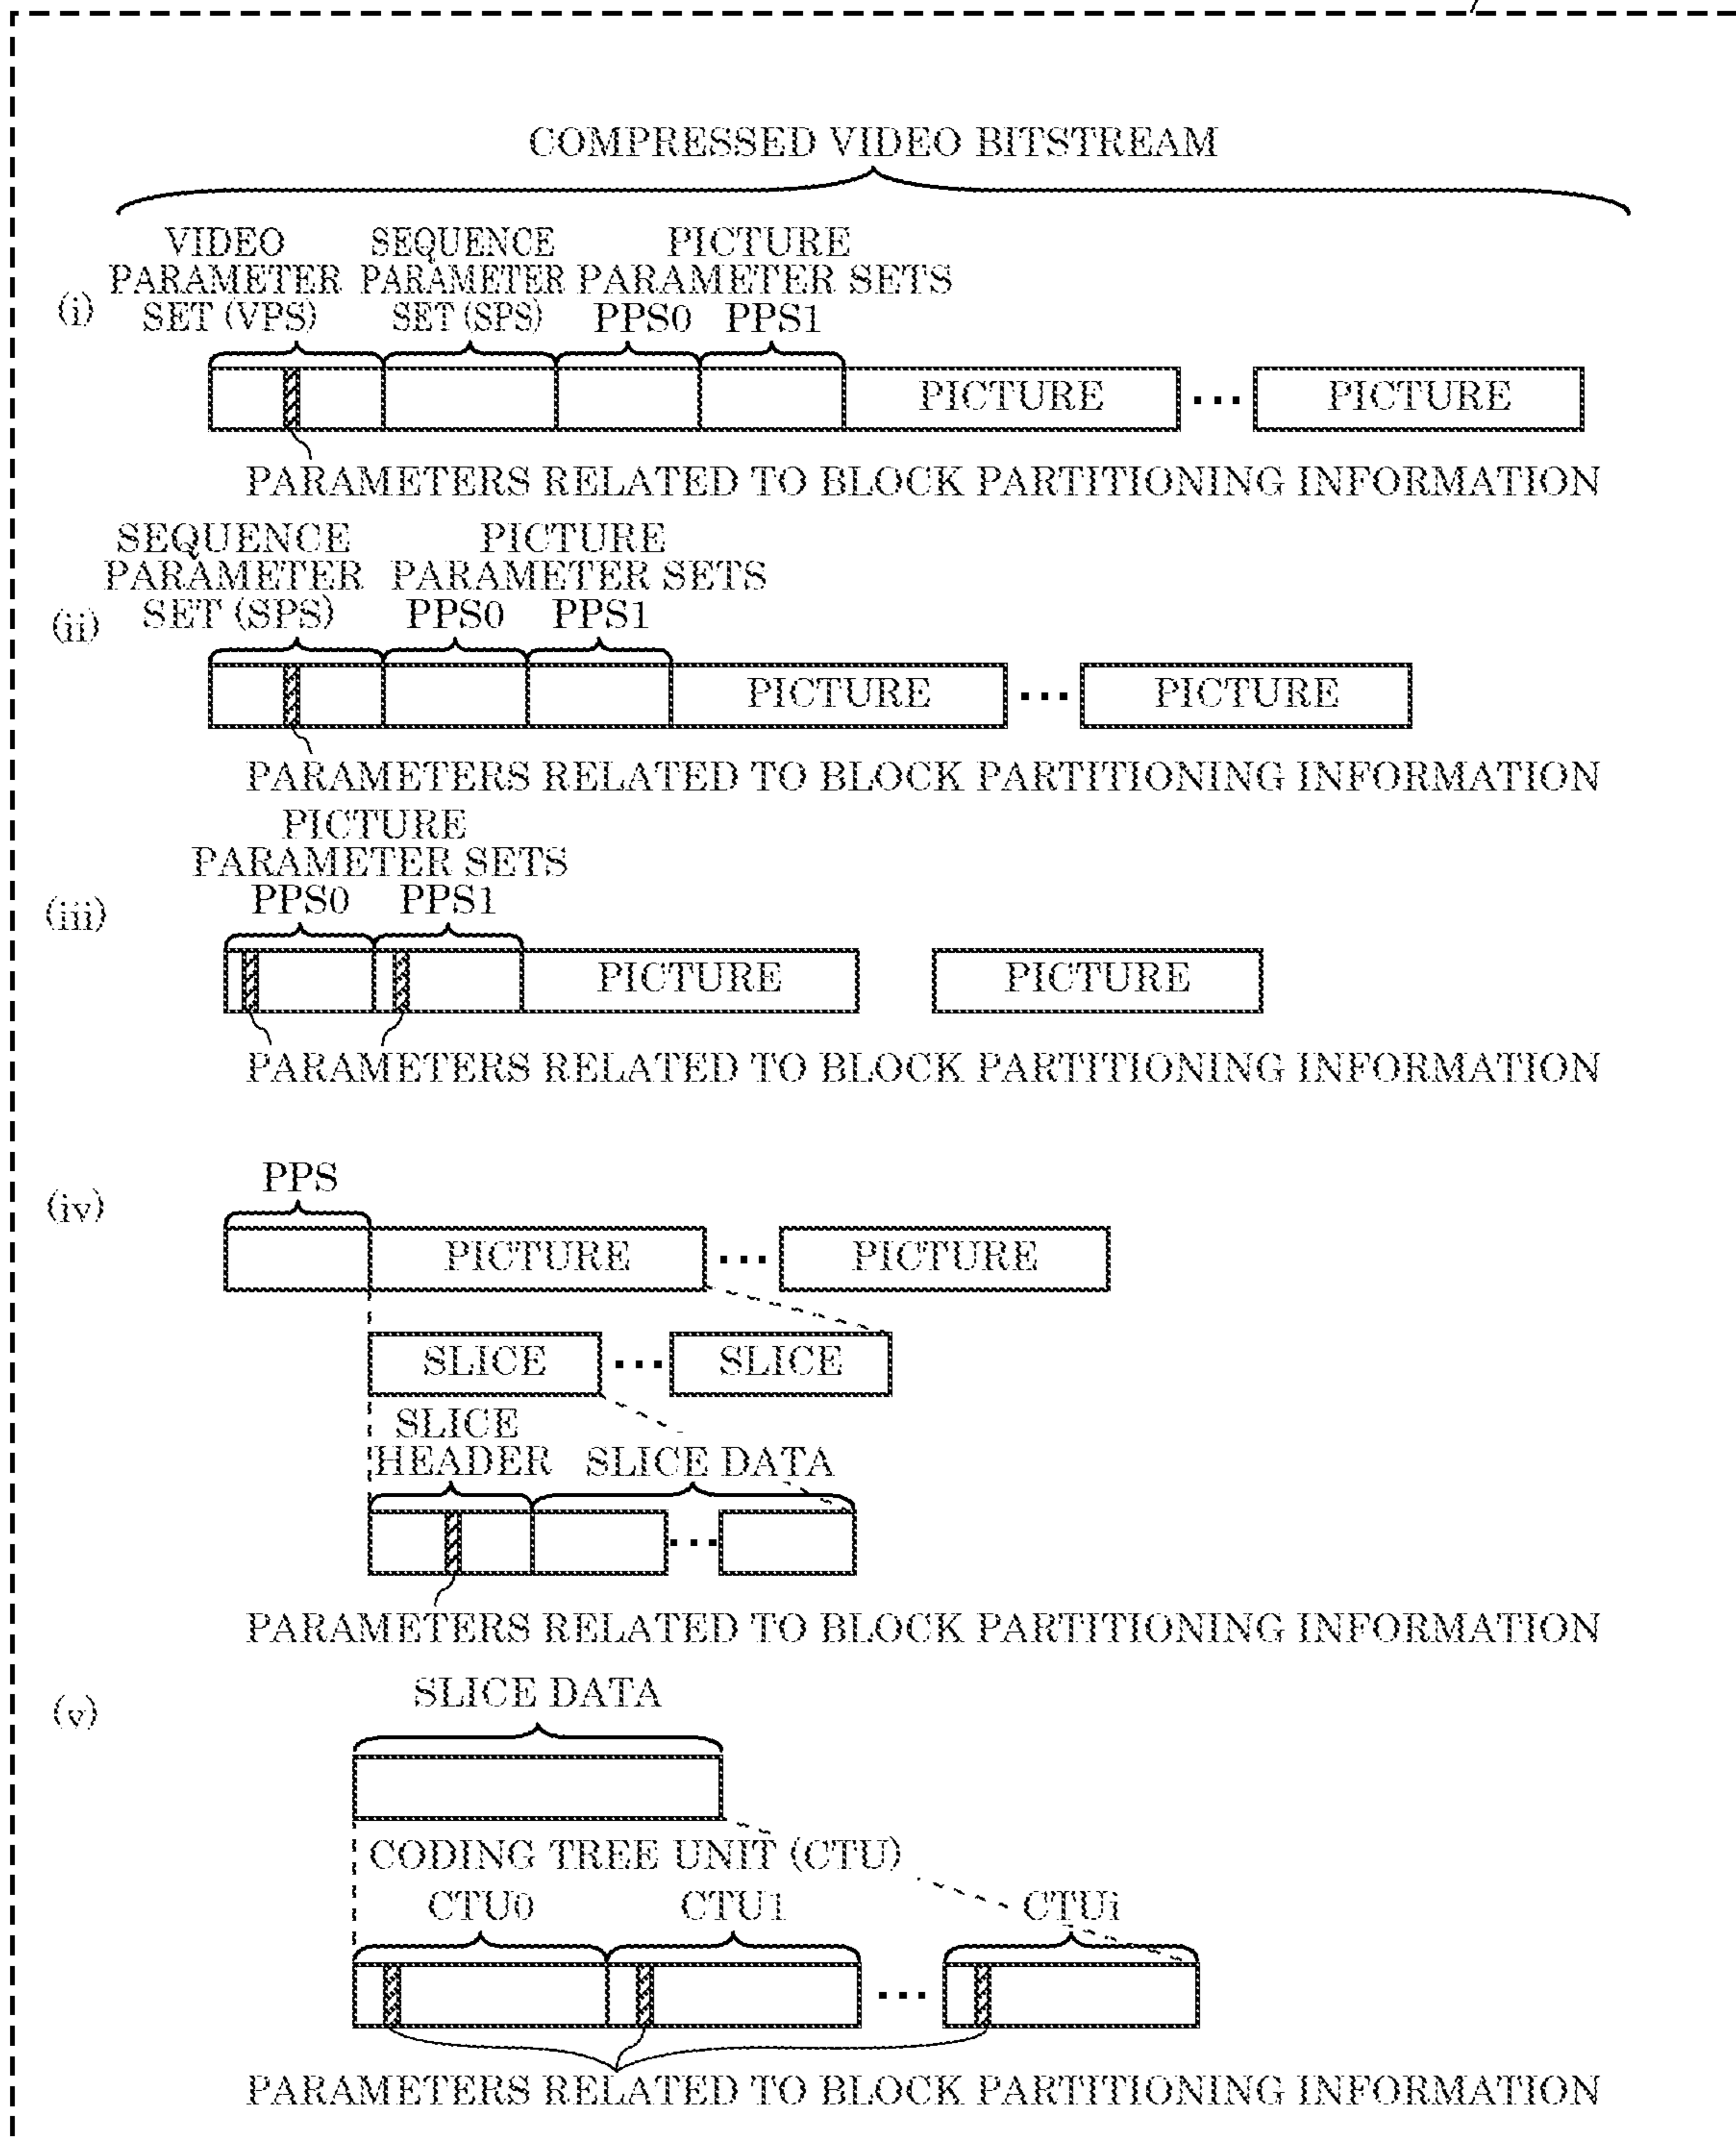 COMPRESSED VIDEO BITSTREAM
(i)
VIDEO PARAMETER SET (VPS)
SEQUENCE PARAMETER SET (SPS)
PICTURE PARAMETER SETS
PPS0 PPS1
PICTURE ... PICTURE
PARAMETERS RELATED TO BLOCK PARTITIONING INFORMATION
(ii)
SEQUENCE PARAMETER SET (SPS)
PICTURE PARAMETER SETS
PPS0 PPS1
PICTURE ... PICTURE
PARAMETERS RELATED TO BLOCK PARTITIONING INFORMATION
(iii)
PICTURE
PARAMETER SETS
PPS0 PPS1
PICTURE PICTURE
PARAMETERS RELATED TO BLOCK PARTITIONING INFORMATION
(iv)
PPS
PICTURE ... PICTURE
SLICE ... SLICE
SLICE HEADER
SLICE DATA
...
PARAMETERS RELATED TO BLOCK PARTITIONING INFORMATION
(v)
SLICE DATA
CODING TREE UNIT (CTU)
CTU0 CTU1 CTUi
...
PARAMETERS RELATED TO BLOCK PARTITIONING INFORMATION